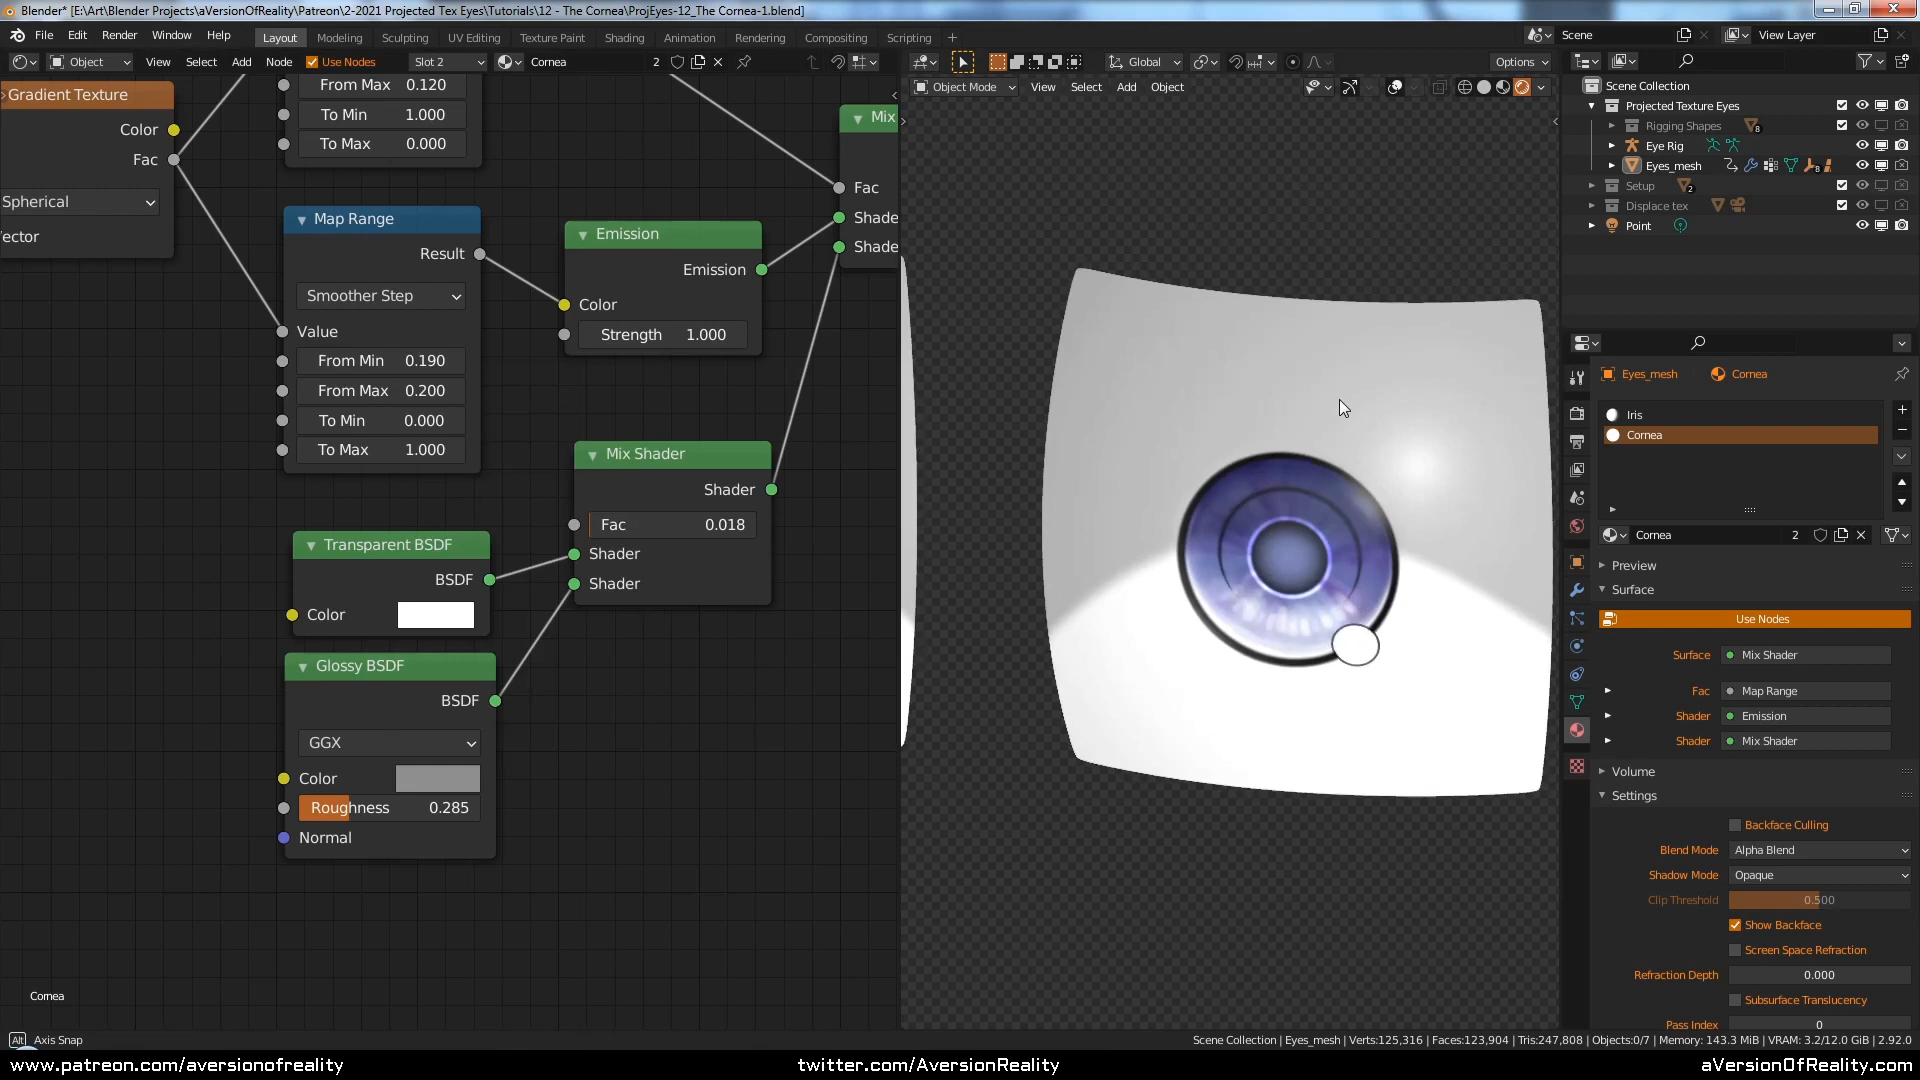 Blender* [E:\Art\Blender Projects\aVersionOfReality\Patreon\2-2021 Projected Tex Eyes\Tutorials\12 - The Cornea\ProjEyes-12_The Cornea-1.blend]
File Edit Render Window Help Layout Modeling Sculpting UV Editing Texture Paint Shading Animation Rendering Compositing Scripting + Scene View Layer
Object View Select Add Node Use Nodes Slot 2 Cornea 2 Global Options
Object Mode View Select Add Object
Gradient Texture
Color
Fac
Spherical
ector
From Max 0.120
To Min 1.000
To Max 0.000
Map Range
Result
Smoother Step
Value
From Min 0.190
From Max 0.200
To Min 0.000
To Max 1.000
Emission
Emission
Color
Strength 1.000
Mix
Fac
Shade
Shade
Mix Shader
Shader
Fac 0.018
Shader
Shader
Transparent BSDF
BSDF
Color
Glossy BSDF
BSDF
GGX
Color
Roughness 0.285
Normal
Cornea
Scene Collection
Projected Texture Eyes
Rigging Shapes 8
Eye Rig
Eyes_mesh 8
Setup 2
Displace tex
Point
Eyes_mesh Cornea
Iris
Cornea
Cornea 2
Preview
Surface
Use Nodes
Surface Mix Shader
Fac Map Range
Shader Emission
Shader Mix Shader
Volume
Settings
Backface Culling
Blend Mode Alpha Blend
Shadow Mode Opaque
Clip Threshold 0.500
Show Backface
Screen Space Refraction
Refraction Depth 0.000
Subsurface Translucency
Pass Index 0
Alt Axis Snap
Scene Collection | Eyes_mesh | Verts:125,316 | Faces:123,904 | Tris:247,808 | Objects:0/7 | Memory: 143.3 MiB | VRAM: 3.2/12.0 GiB | 2.92.0
www.patreon.com/aversionofreality twitter.com/AVersionReality aVersionOfReality.com